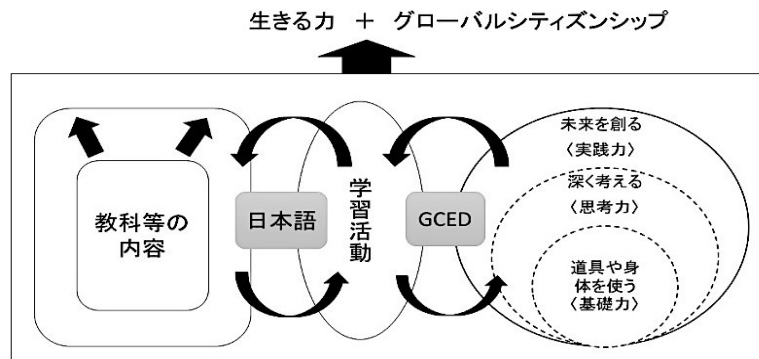 生きる力　＋　グローバルシティズンシップ
教科等の
内容
日本語
学習活動
GCED
未来を創る
〈実践力〉
深く考える
〈思考力〉
道具や身
体を使う
〈基礎力〉